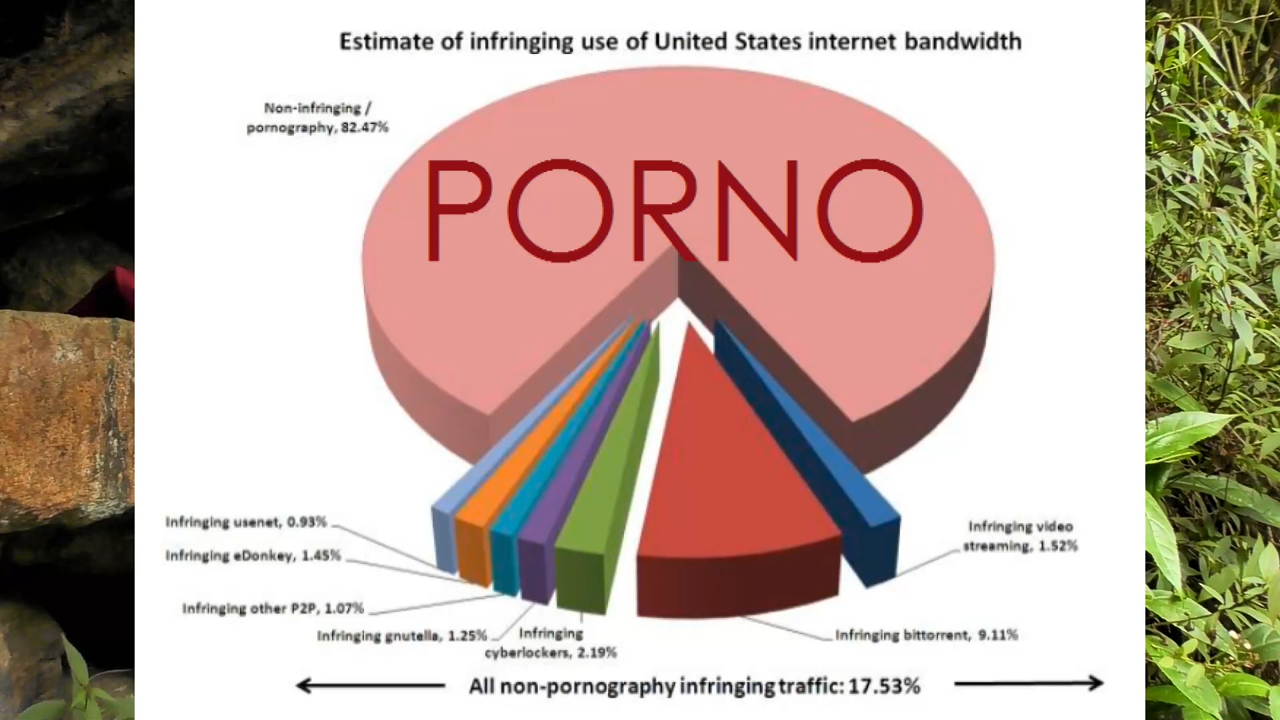 Estimate of infringing use of United States internet bandwidth
Non-infringing /
pornography, 82.47%
PORNO
Infringing usenet, 0.93%
Infringing eDonkey, 1.45%
Infringing other P2P, 1.07%
Infringing gnutella, 1.25%
Infringing
cyberlockers, 2.19%
Infringing bittorrent, 9.11%
Infringing video
streaming, 1.52%
All non-pornography infringing traffic: 17.53%